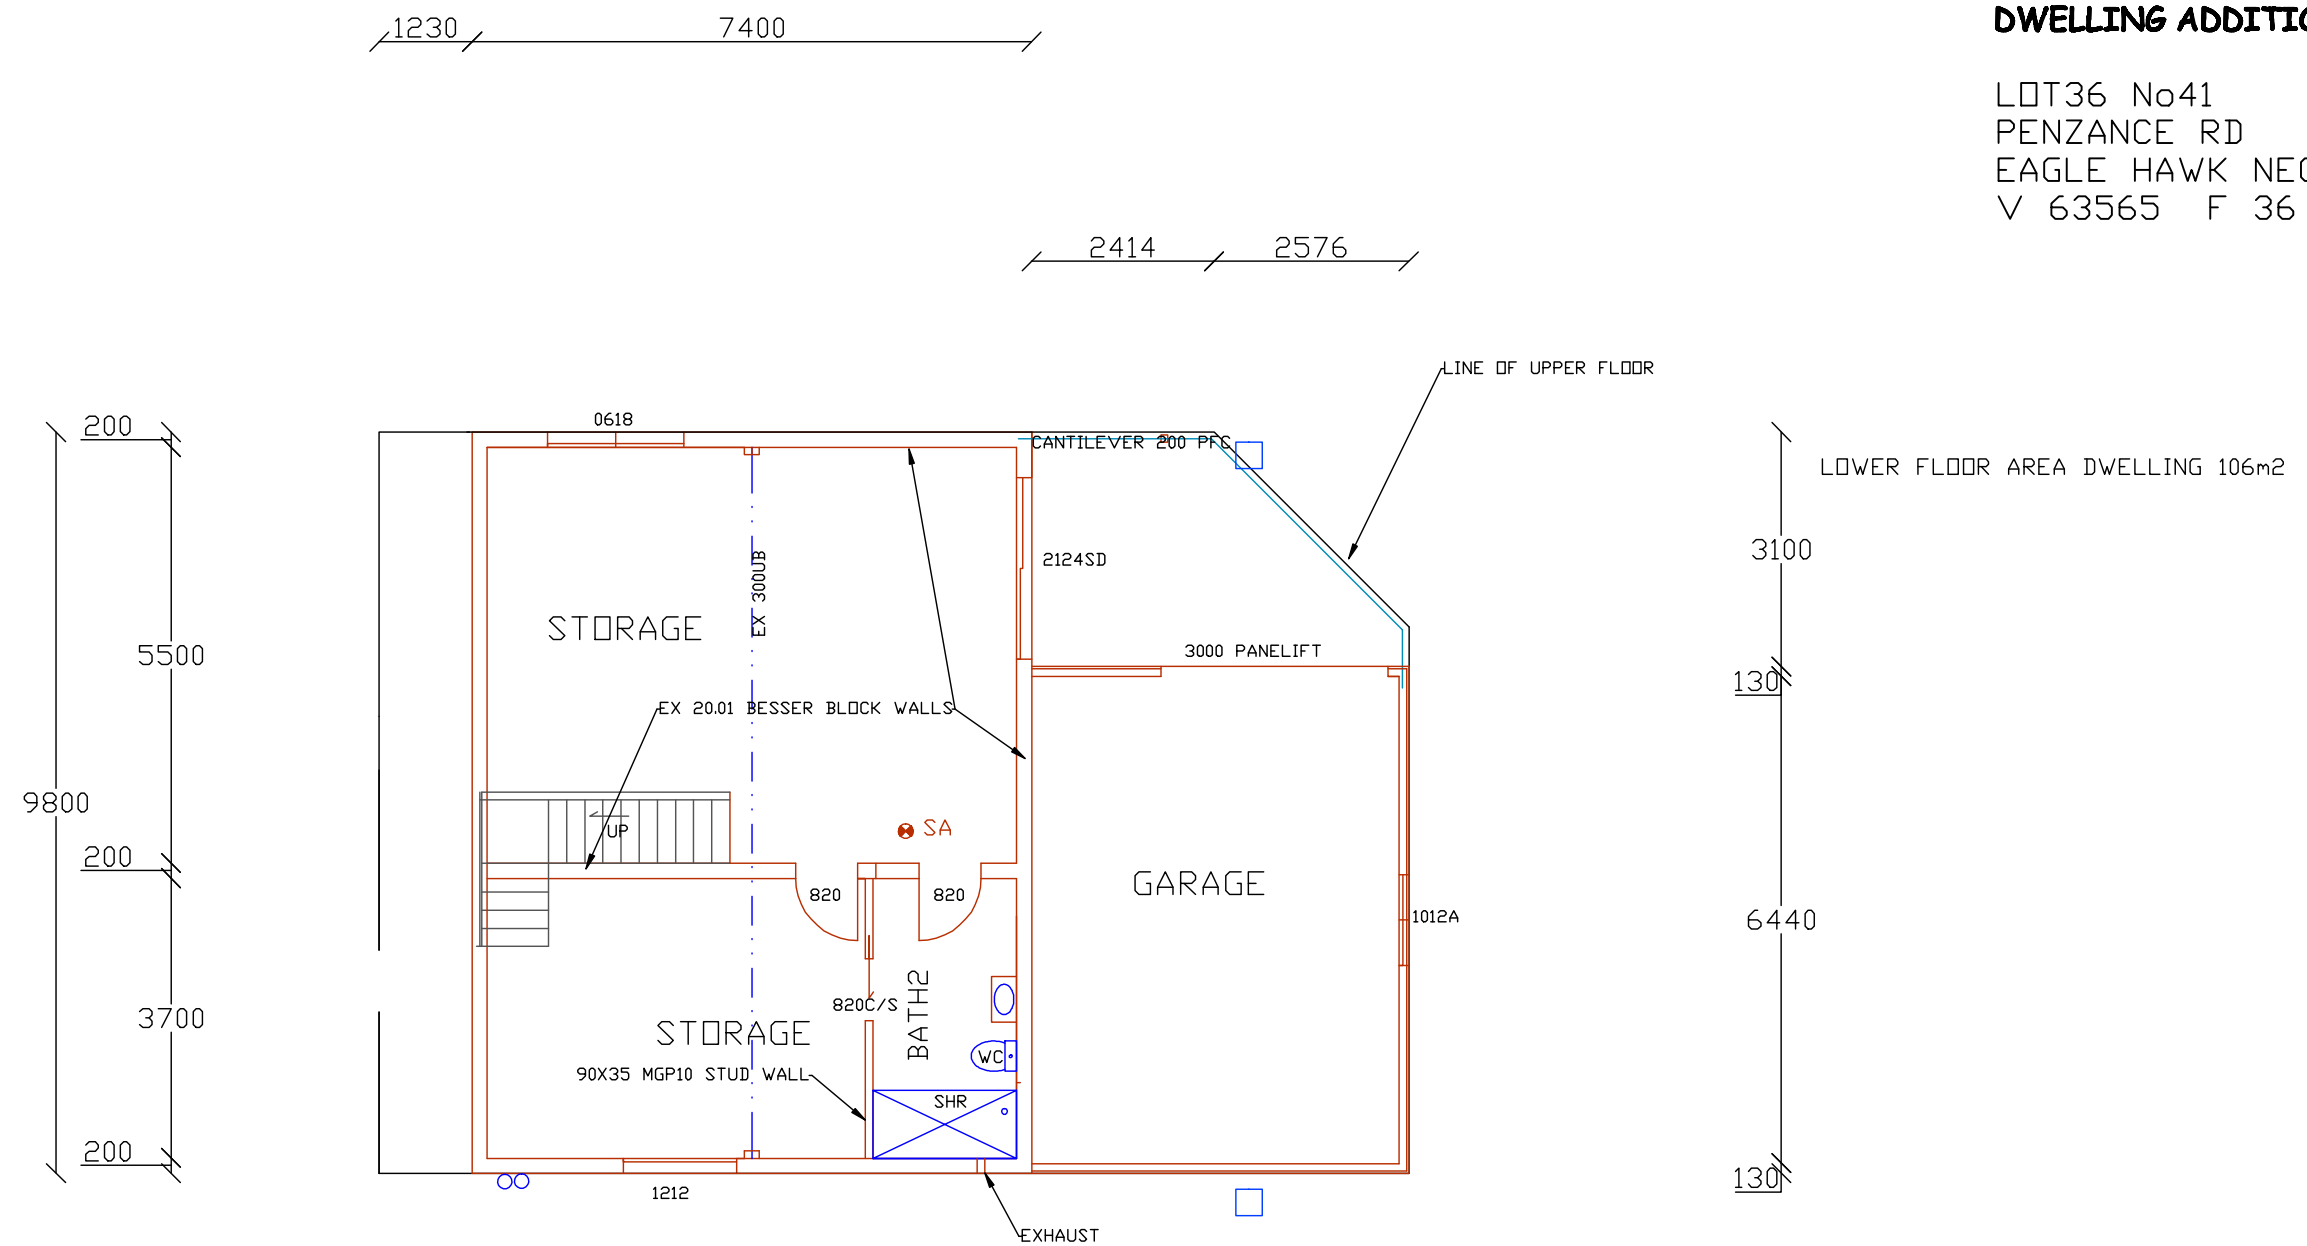 1230
7400
DWELLING ADDITIO
LOT36 No41
PENZANCE RD
EAGLE HAWK NEC
V 63565 F 36
2414
2576
LINE OF UPPER FLOOR
200
0618
CANTILEVER 200 PFC
LOWER FLOOR AREA DWELLING 106m2
3100
2124SD
EX 300UB
STORAGE
5500
3000 PANELIFT
130
EX 20.01 BESSER BLOCK WALLS
9800
UP
SA
200
GARAGE
820
820
1012A
6440
BATH2
820C/S
3700
STORAGE
WC
90X35 MGP10 STUD WALL
SHR
200
130
1212
EXHAUST